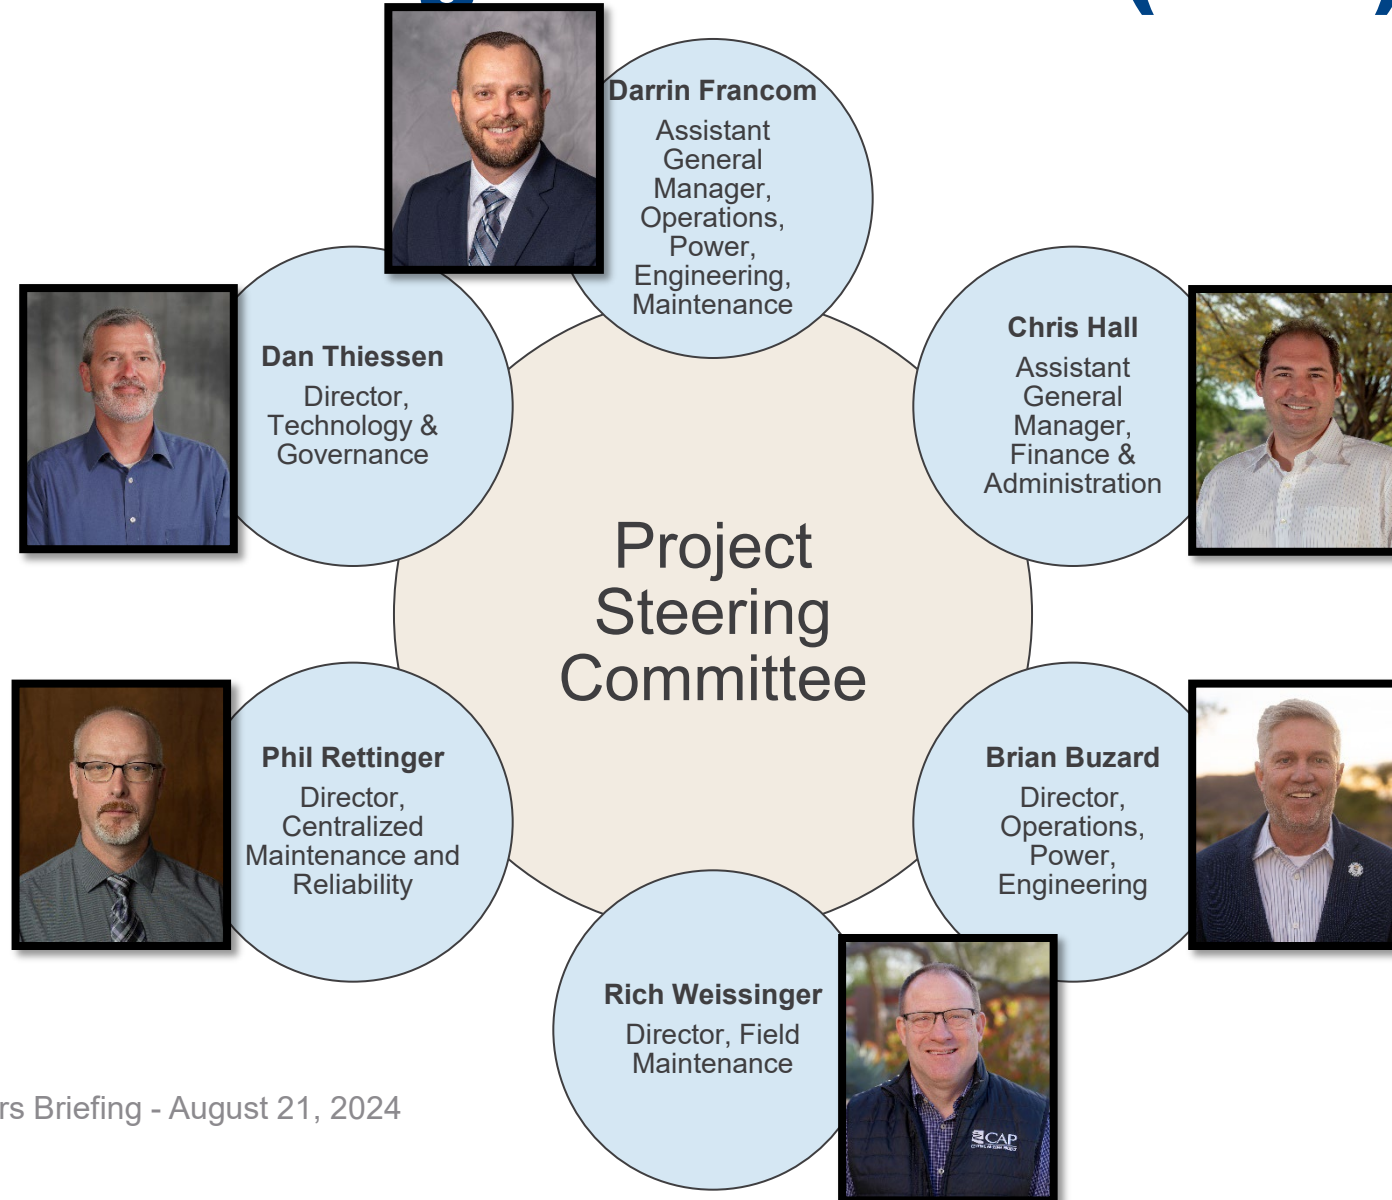 Darrin Francom
Assistant
General
Manager,
Operations,
Power,
Engineering,
Maintenance
Chris Hall
Assistant
General
Manager,
Finance &
Administration
Dan Thiessen
Director,
Technology &
Governance
Project
Steering
Committee
Phil Rettinger
Director,
Centralized
Maintenance and
Reliability
Brian Buzard
Director,
Operations,
Power,
Engineering
Rich Weissinger
Director, Field
Maintenance
CAP
rs Briefing - August 21, 2024